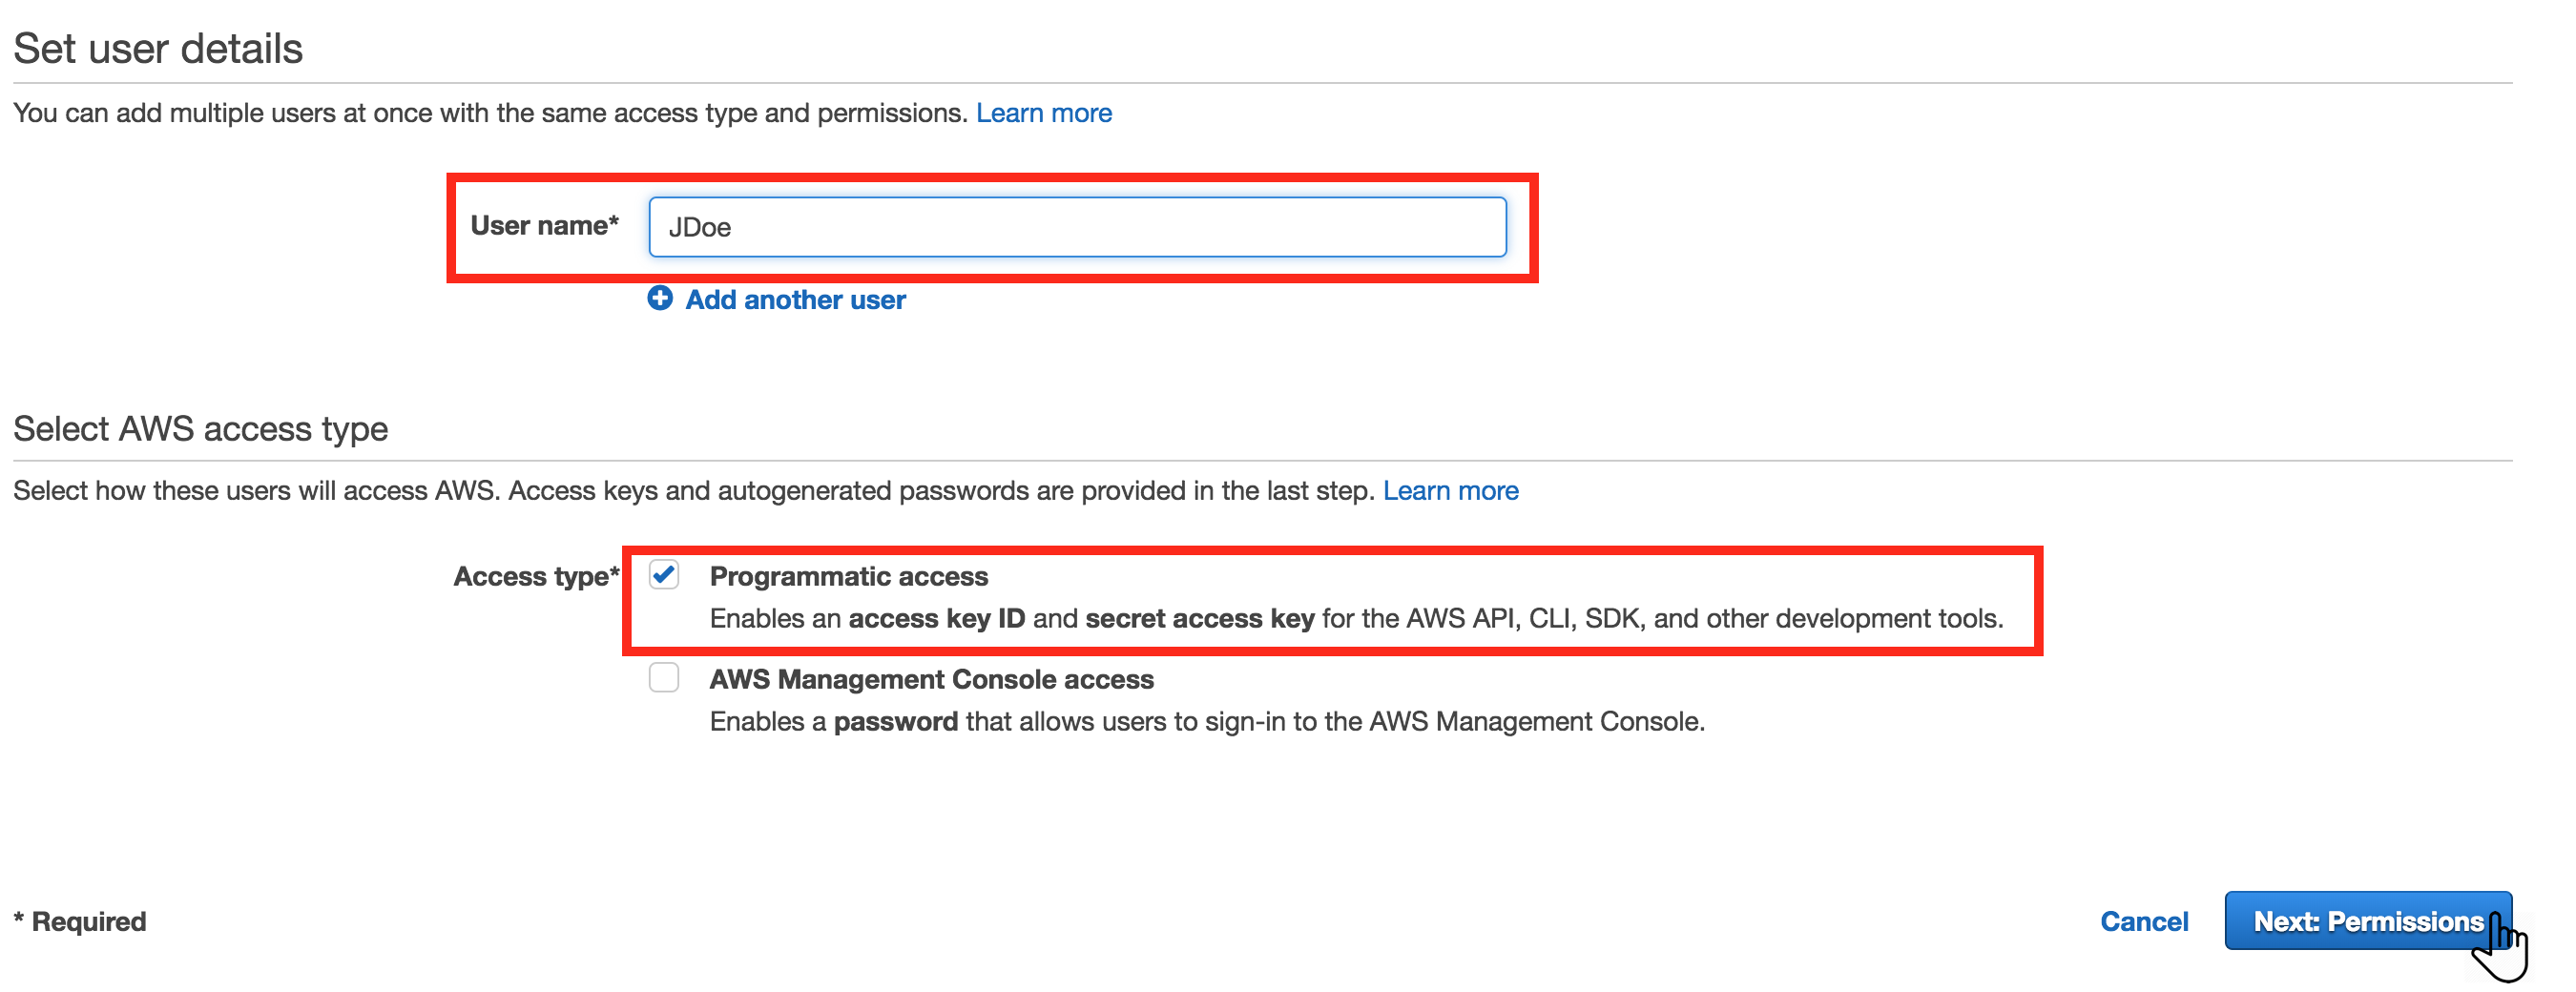 Set user details
You can add multiple users at once with the same access type and permissions. Learn more
User name* JDoe
Add another user
Select AWS access type
Select how these users will access AWS. Access keys and autogenerated passwords are provided in the last step. Learn more
Access type* Programmatic access
Enables an access key ID and secret access key for the AWS API, CLI, SDK, and other development tools.
AWS Management Console access
Enables a password that allows users to sign-in to the AWS Management Console.
* Required Cancel Next: Permissions